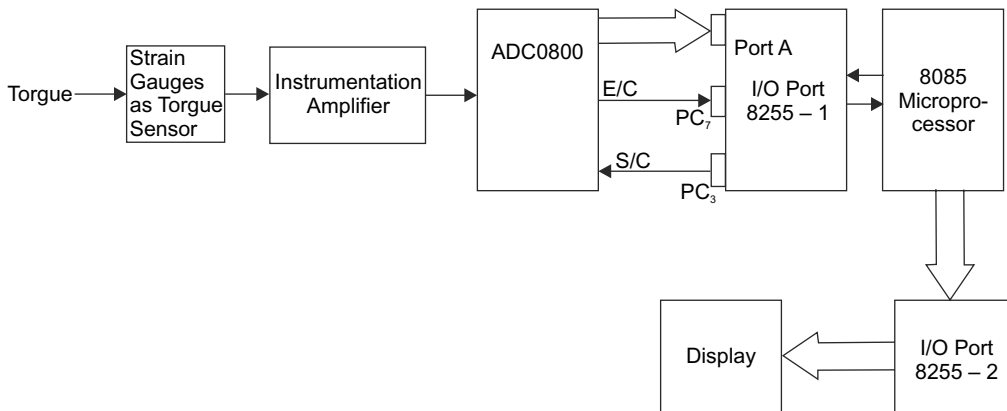 Torgue
Strain
Gauges
as Torgue
Sensor
Instrumentation
Amplifier
ADC0800
E/C
S/C
PC₇
PC₃
Port A
I/O Port
8255 – 1
8085
Micropro-
cessor
Display
I/O Port
8255 – 2